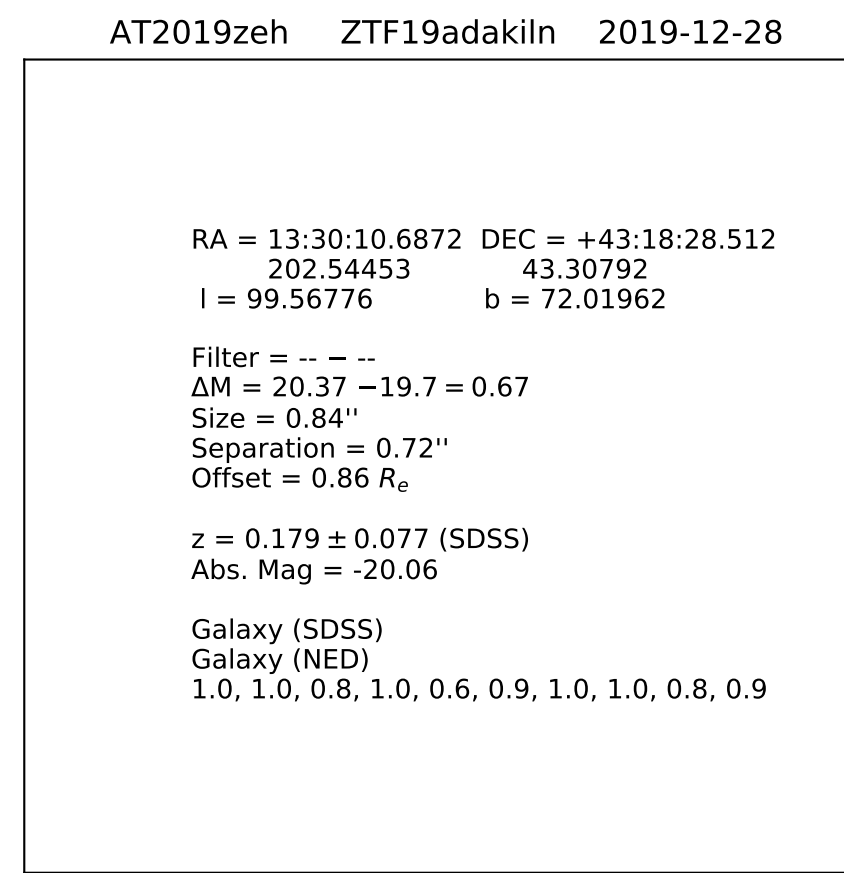 AT2019zeh ZTF19adakiln 2019-12-28
RA = 13:30:10.6872 DEC = +43:18:28.512
202.54453 43.30792
l = 99.56776 b = 72.01962
Filter = -- − --
ΔM = 20.37 −19.7 = 0.67
Size = 0.84''
Separation = 0.72''
Offset = 0.86 Re
z = 0.179 ± 0.077 (SDSS)
Abs. Mag = -20.06
Galaxy (SDSS)
Galaxy (NED)
1.0, 1.0, 0.8, 1.0, 0.6, 0.9, 1.0, 1.0, 0.8, 0.9